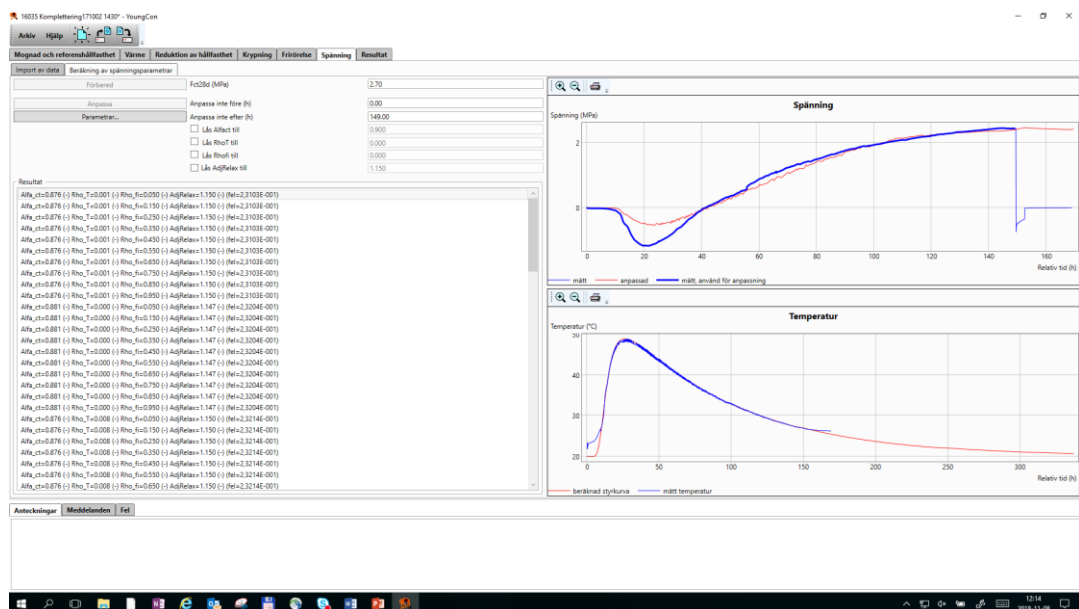 16035 Komplettering171002 1430* - YoungCon
Arkiv Hjälp
Mognad och referenshållfasthet Värme Reduktion av hållfasthet Krypning Frirörelse Spänning Resultat
Import av data Beräkning av spänningsparametrar
Förbered Fct28d (MPa) 2.70
Anpassa Anpassa inte före (h) 0.00
Parametrar... Anpassa inte efter (h) 149.00
Lås Alfact till 0.900
Lås RhoT till 0.000
Lås Rhofi till 0.000
Lås AdjRelax till 1.150
Resultat
Alfa_ct=0.876 (-) Rho_T=0.001 (-) Rho_fi=0.050 (-) AdjRelax=1.150 (-) (fel=2,3103E-001)
Alfa_ct=0.876 (-) Rho_T=0.001 (-) Rho_fi=0.150 (-) AdjRelax=1.150 (-) (fel=2,3103E-001)
Alfa_ct=0.876 (-) Rho_T=0.001 (-) Rho_fi=0.250 (-) AdjRelax=1.150 (-) (fel=2,3103E-001)
Alfa_ct=0.876 (-) Rho_T=0.001 (-) Rho_fi=0.350 (-) AdjRelax=1.150 (-) (fel=2,3103E-001)
Alfa_ct=0.876 (-) Rho_T=0.001 (-) Rho_fi=0.450 (-) AdjRelax=1.150 (-) (fel=2,3103E-001)
Alfa_ct=0.876 (-) Rho_T=0.001 (-) Rho_fi=0.550 (-) AdjRelax=1.150 (-) (fel=2,3103E-001)
Alfa_ct=0.876 (-) Rho_T=0.001 (-) Rho_fi=0.650 (-) AdjRelax=1.150 (-) (fel=2,3103E-001)
Alfa_ct=0.876 (-) Rho_T=0.001 (-) Rho_fi=0.750 (-) AdjRelax=1.150 (-) (fel=2,3103E-001)
Alfa_ct=0.876 (-) Rho_T=0.001 (-) Rho_fi=0.850 (-) AdjRelax=1.150 (-) (fel=2,3103E-001)
Alfa_ct=0.876 (-) Rho_T=0.001 (-) Rho_fi=0.950 (-) AdjRelax=1.150 (-) (fel=2,3103E-001)
Alfa_ct=0.881 (-) Rho_T=0.000 (-) Rho_fi=0.050 (-) AdjRelax=1.147 (-) (fel=2,3204E-001)
Alfa_ct=0.881 (-) Rho_T=0.000 (-) Rho_fi=0.150 (-) AdjRelax=1.147 (-) (fel=2,3204E-001)
Alfa_ct=0.881 (-) Rho_T=0.000 (-) Rho_fi=0.250 (-) AdjRelax=1.147 (-) (fel=2,3204E-001)
Alfa_ct=0.881 (-) Rho_T=0.000 (-) Rho_fi=0.350 (-) AdjRelax=1.147 (-) (fel=2,3204E-001)
Alfa_ct=0.881 (-) Rho_T=0.000 (-) Rho_fi=0.450 (-) AdjRelax=1.147 (-) (fel=2,3204E-001)
Alfa_ct=0.881 (-) Rho_T=0.000 (-) Rho_fi=0.550 (-) AdjRelax=1.147 (-) (fel=2,3204E-001)
Alfa_ct=0.881 (-) Rho_T=0.000 (-) Rho_fi=0.650 (-) AdjRelax=1.147 (-) (fel=2,3204E-001)
Alfa_ct=0.881 (-) Rho_T=0.000 (-) Rho_fi=0.750 (-) AdjRelax=1.147 (-) (fel=2,3204E-001)
Alfa_ct=0.881 (-) Rho_T=0.000 (-) Rho_fi=0.850 (-) AdjRelax=1.147 (-) (fel=2,3204E-001)
Alfa_ct=0.881 (-) Rho_T=0.000 (-) Rho_fi=0.950 (-) AdjRelax=1.147 (-) (fel=2,3204E-001)
Alfa_ct=0.876 (-) Rho_T=0.008 (-) Rho_fi=0.050 (-) AdjRelax=1.150 (-) (fel=2,3214E-001)
Alfa_ct=0.876 (-) Rho_T=0.008 (-) Rho_fi=0.150 (-) AdjRelax=1.150 (-) (fel=2,3214E-001)
Alfa_ct=0.876 (-) Rho_T=0.008 (-) Rho_fi=0.250 (-) AdjRelax=1.150 (-) (fel=2,3214E-001)
Alfa_ct=0.876 (-) Rho_T=0.008 (-) Rho_fi=0.350 (-) AdjRelax=1.150 (-) (fel=2,3214E-001)
Alfa_ct=0.876 (-) Rho_T=0.008 (-) Rho_fi=0.450 (-) AdjRelax=1.150 (-) (fel=2,3214E-001)
Alfa_ct=0.876 (-) Rho_T=0.008 (-) Rho_fi=0.550 (-) AdjRelax=1.150 (-) (fel=2,3214E-001)
Alfa_ct=0.876 (-) Rho_T=0.008 (-) Rho_fi=0.650 (-) AdjRelax=1.150 (-) (fel=2,3214E-001)
Spänning
Spänning (MPa)
2
0
0 20 40 60 80 100 120 140 160
Relativ tid (h)
mätt anpassad mätt, använd för anpassning
Temperatur
Temperatur (°C)
50
40
30
20
0 50 100 150 200 250 300
Relativ tid (h)
beräknad styrkurva mätt temperatur
Anteckningar Meddelanden Fel
12:14